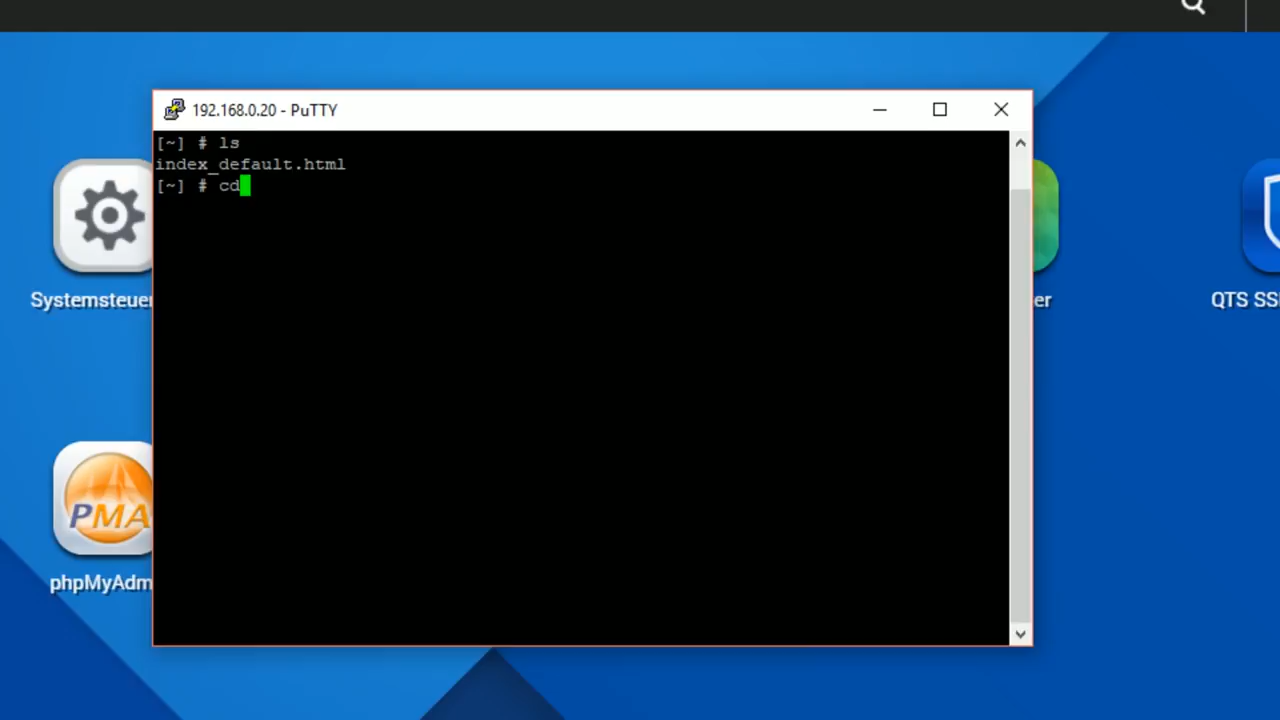 192.168.0.20 - PuTTY
[~] # ls
index_default.html
[~] # cd
Systemsteuer
er
QTS SS
PMA
phpMyAdm